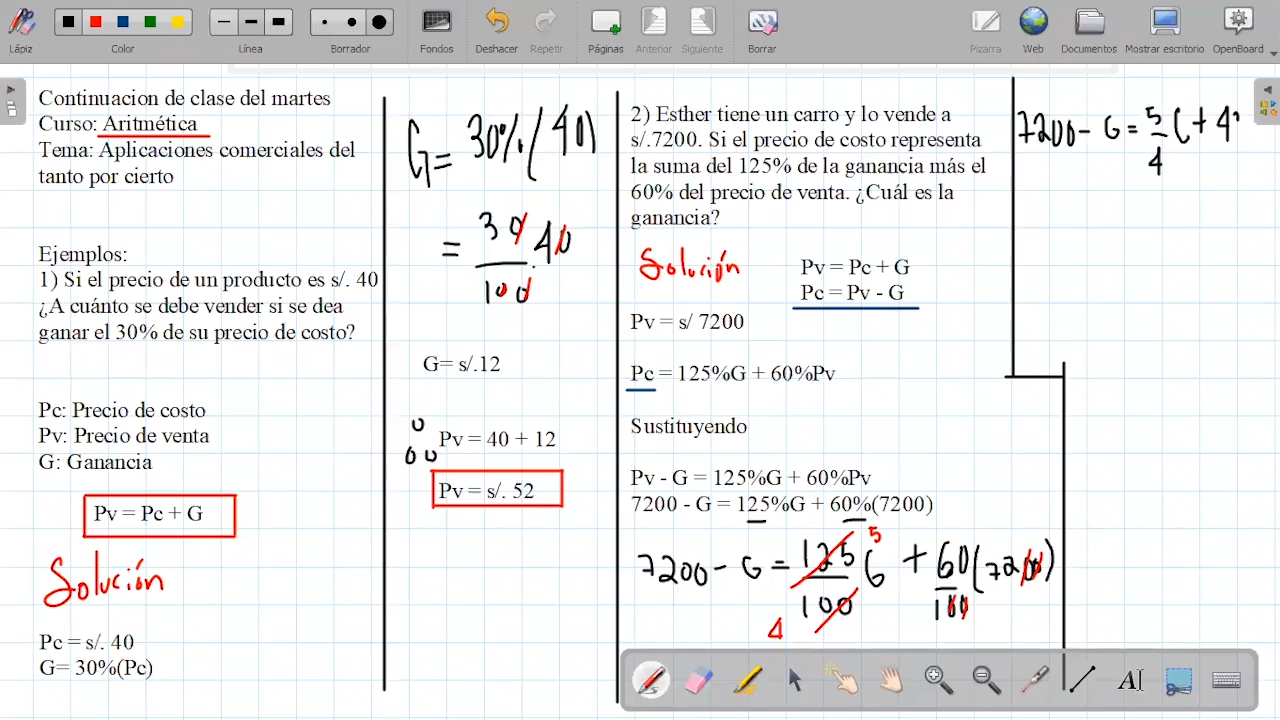 Lápiz
Color
Línea
Borrador
Fondos
Deshacer
Repetir
Páginas
Anterior
Siguiente
Borrar
Pizarra
Web
Documentos
Mostrar escritorio
OpenBoard
Continuacion de clase del martes
Curso: Aritmética
Tema: Aplicaciones comerciales del
tanto por cierto
Ejemplos:
1) Si el precio de un producto es s/. 40
¿A cuánto se debe vender si se dea
ganar el 30% de su precio de costo?
Pc: Precio de costo
Pv: Precio de venta
G: Ganancia
Pv = Pc + G
Solución
Pc = s/. 40
G= 30%(Pc)
G = 30%(40)
= 30/100 . 40
G= s/.12
Pv = 40 + 12
Pv = s/. 52
2) Esther tiene un carro y lo vende a
s/.7200. Si el precio de costo representa
la suma del 125% de la ganancia más el
60% del precio de venta. ¿Cuál es la
ganancia?
Solución
Pv = Pc + G
Pc = Pv - G
Pv = s/ 7200
Pc = 125%G + 60%Pv
Sustituyendo
Pv - G = 125%G + 60%Pv
7200 - G = 125%G + 60%(7200)
7200 - G = 125/100 G + 60/100 (7200)
5
4
7200 - G = 5/4 G + 4